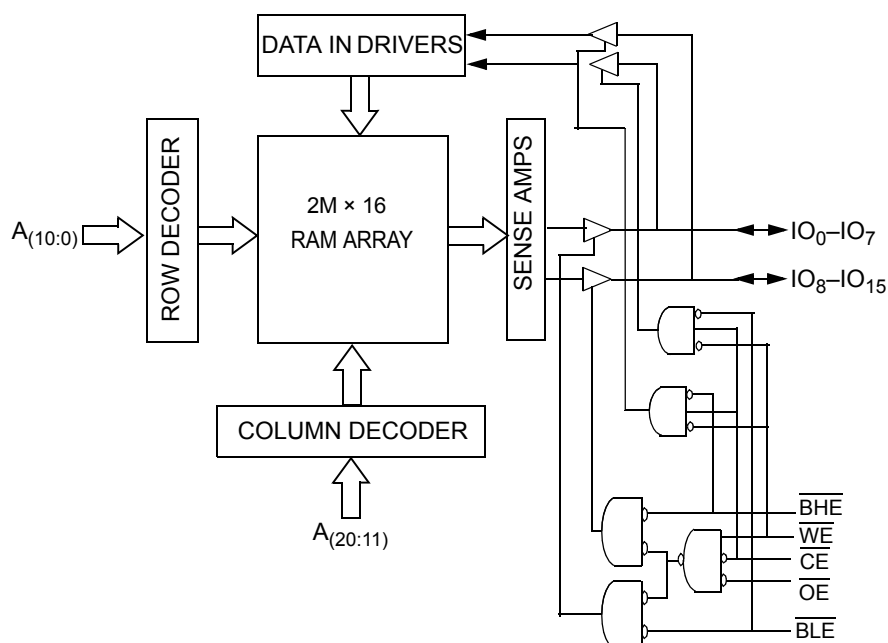 DATA IN DRIVERS
ROW DECODER
2M × 16
RAM ARRAY
SENSE AMPS
A(10:0)
IO0–IO7
IO8–IO15
COLUMN DECODER
A(20:11)
BHE
WE
CE
OE
BLE